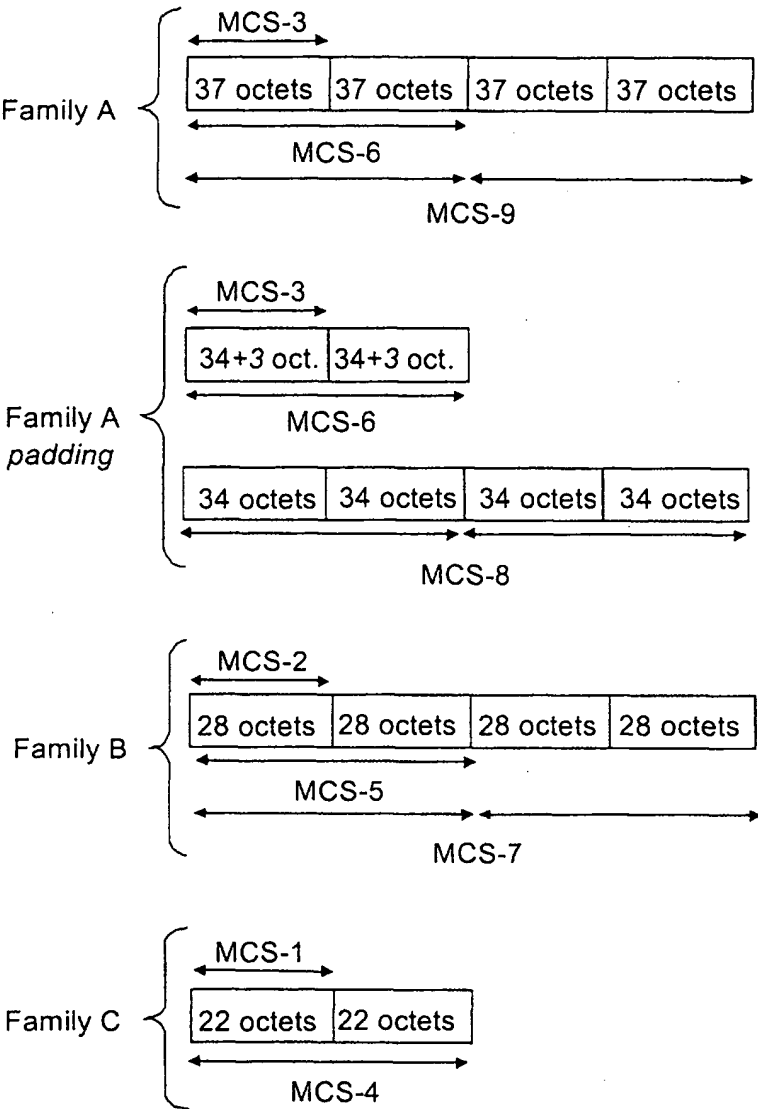 MCS-3
Family A
37 octets 37 octets 37 octets 37 octets
MCS-6
MCS-9
MCS-3
Family A
padding
34+3 oct. 34+3 oct.
MCS-6
34 octets 34 octets 34 octets 34 octets
MCS-8
MCS-2
Family B
28 octets 28 octets 28 octets 28 octets
MCS-5
MCS-7
MCS-1
Family C
22 octets 22 octets
MCS-4